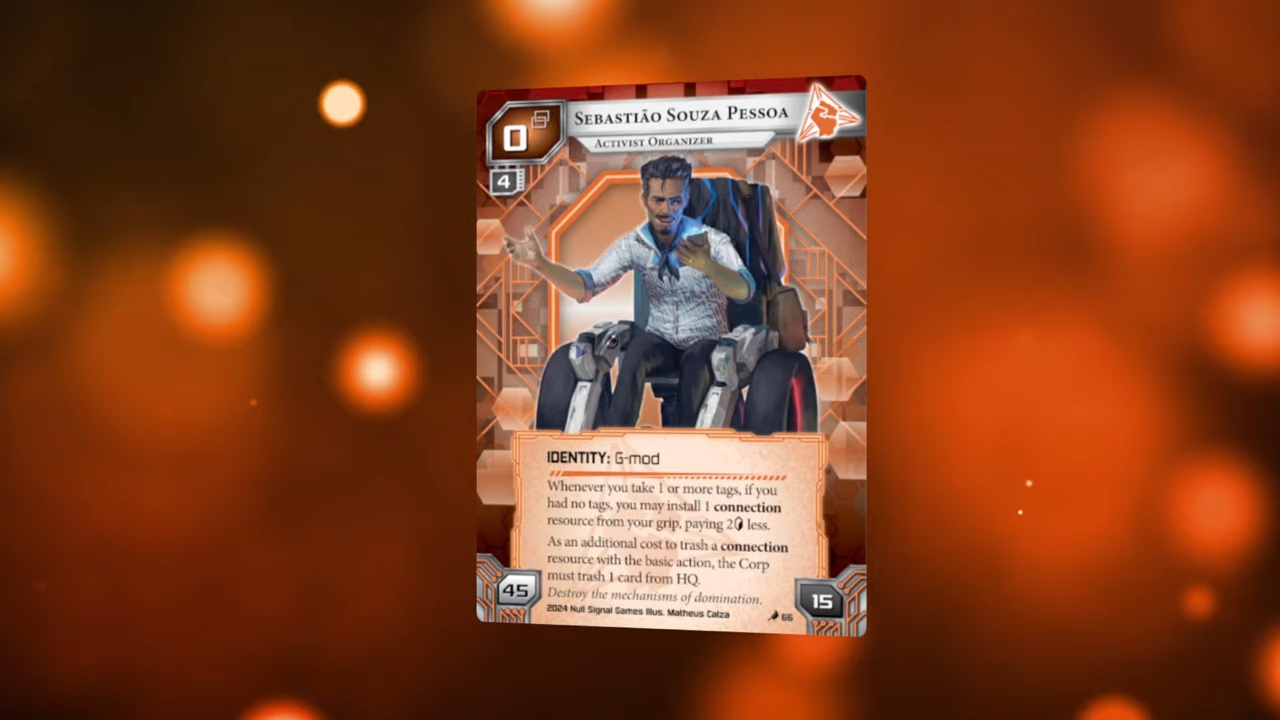 0
SEBASTIÃO SOUZA PESSOA
ACTIVIST ORGANIZER
4
IDENTITY: G-mod
Whenever you take 1 or more tags, if you
had no tags, you may install 1 connection
resource from your grip, paying 2 less.
As an additional cost to trash a connection
resource with the basic action, the Corp
must trash 1 card from HQ.
Destroy the mechanisms of domination.
45
15
2024 Null Signal Games Illus. Matheus Calza
66